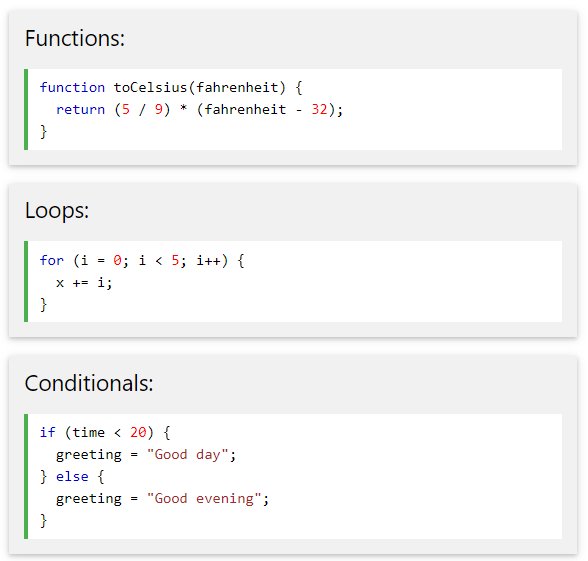 Functions:
function toCelsius(fahrenheit) {
  return (5 / 9) * (fahrenheit - 32);
}
Loops:
for (i = 0; i < 5; i++) {
  x += i;
}
Conditionals:
if (time < 20) {
  greeting = "Good day";
} else {
  greeting = "Good evening";
}